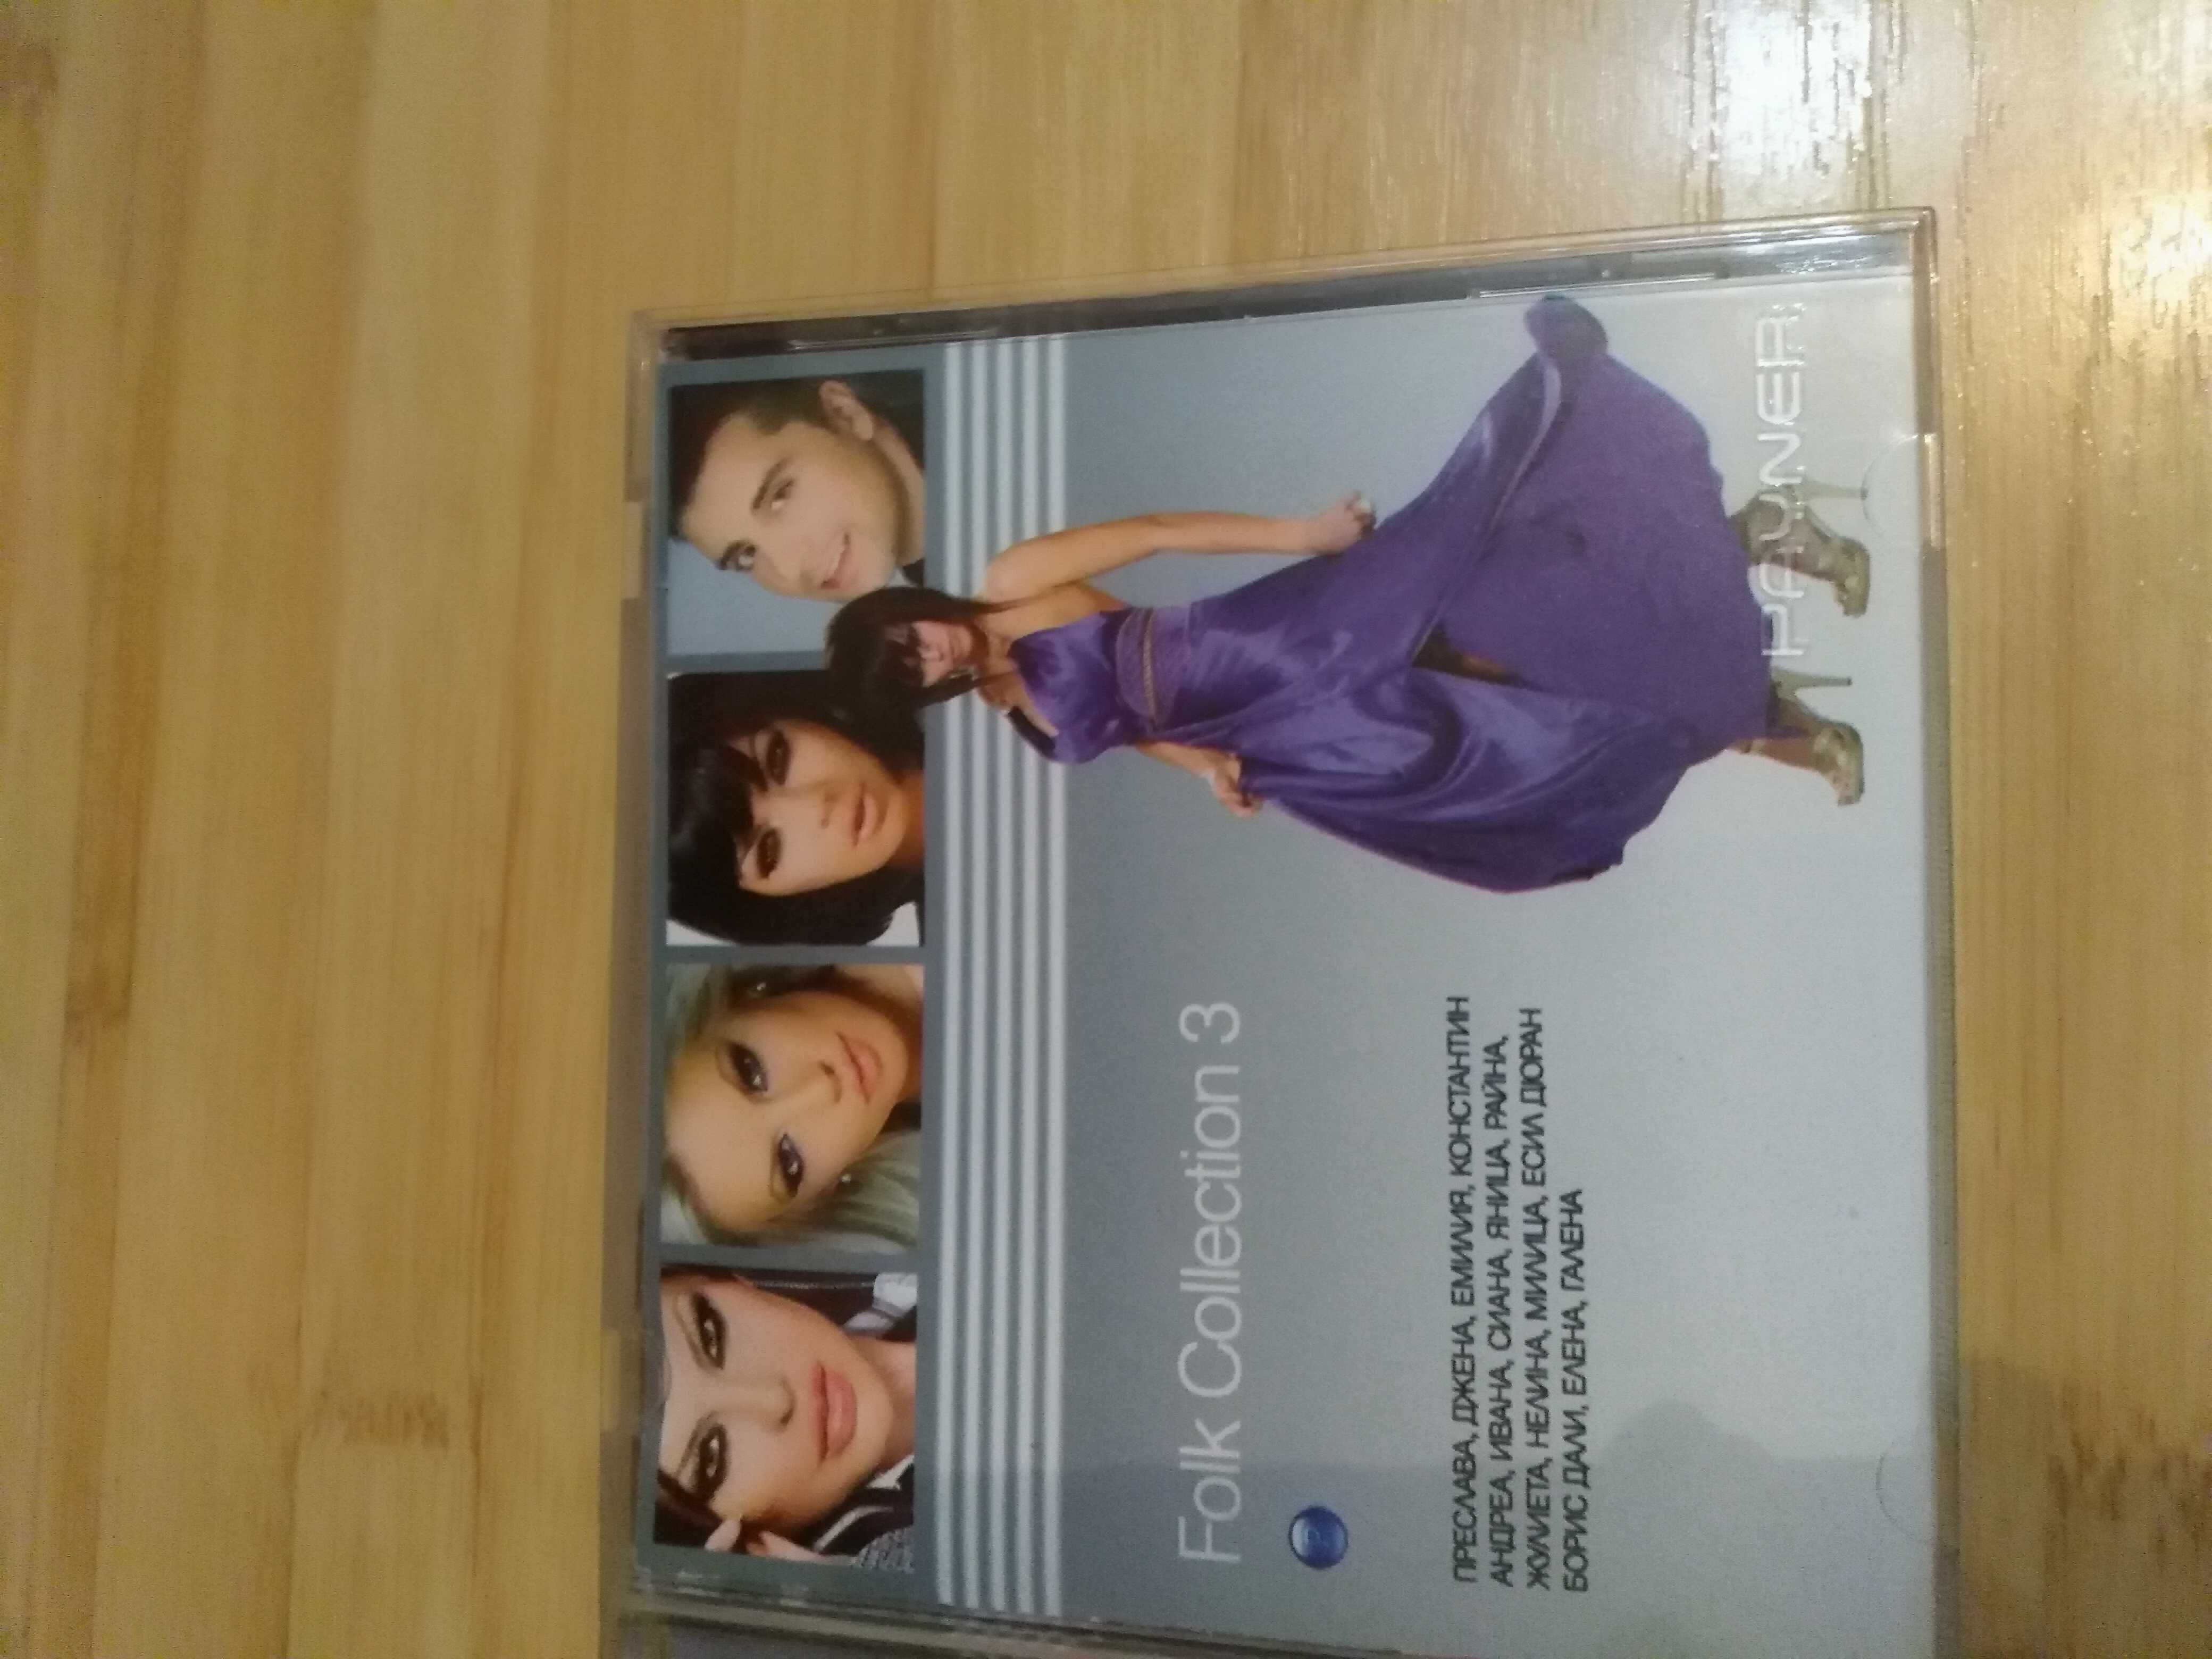 Folk Collection 3
ПРЕСЛАВА, ДЖЕНА, ЕМИЛИЯ, КОНСТАНТИН
АНДРЕА, ИВАНА, СИАНА, ЯНИЦА, РАЙНА,
ЖУЛИЕТА, НЕЛИНА, МИЛИЦА, ЕСИЛ ДЮРАН
БОРИС ДАЛИ, ЕЛЕНА, ГАЛЕНА
PAYNER